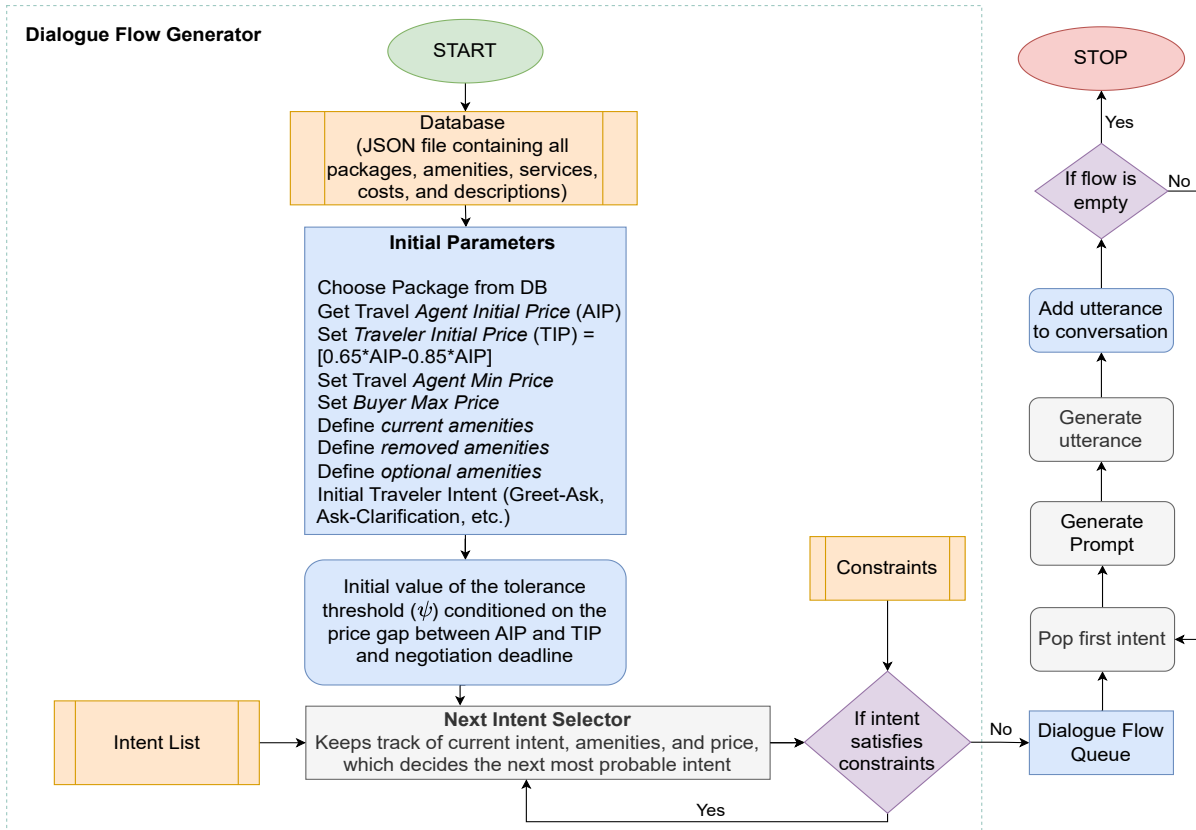 Dialogue Flow Generator
START
Database
(JSON file containing all
packages, amenities, services,
costs, and descriptions)
Initial Parameters
Choose Package from DB
Get Travel Agent Initial Price (AIP)
Set Traveler Initial Price (TIP) =
[0.65*AIP-0.85*AIP]
Set Travel Agent Min Price
Set Buyer Max Price
Define current amenities
Define removed amenities
Define optional amenities
Initial Traveler Intent (Greet-Ask,
Ask-Clarification, etc.)
Initial value of the tolerance
threshold (ψ) conditioned on the
price gap between AIP and TIP
and negotiation deadline
Intent List
Next Intent Selector
Keeps track of current intent, amenities, and price,
which decides the next most probable intent
Constraints
If intent
satisfies
constraints
Yes
No
Dialogue Flow
Queue
Pop first intent
Generate
Prompt
Generate
utterance
Add utterance
to conversation
If flow is
empty
No
Yes
STOP